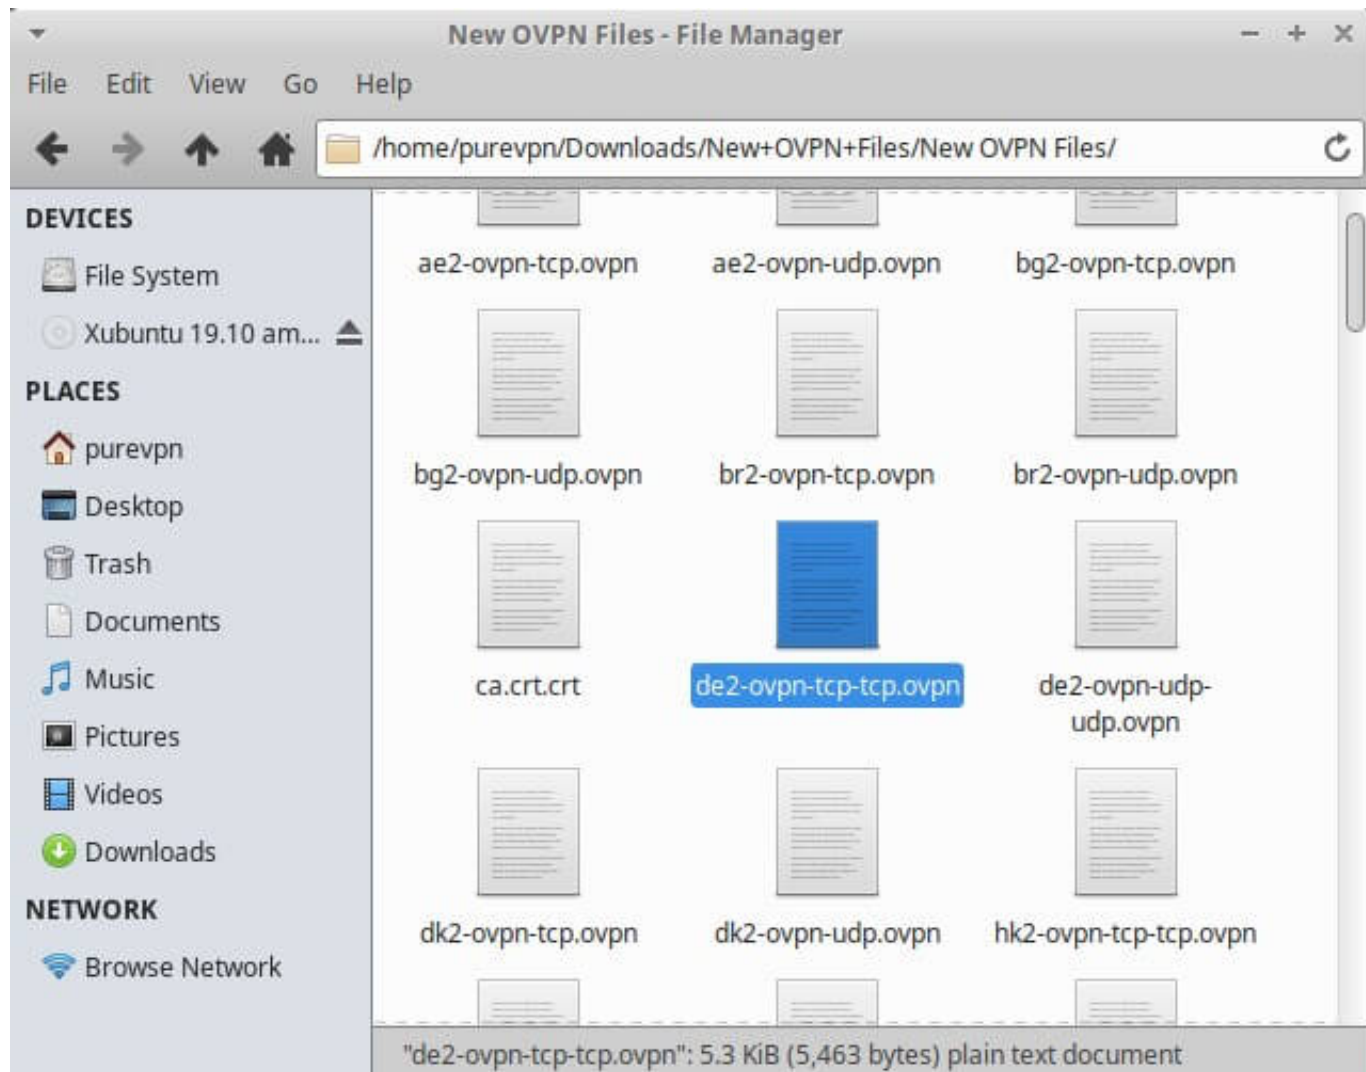 New OVPN Files - File Manager
File Edit View Go Help
/home/purevpn/Downloads/New+OVPN+Files/New OVPN Files/
DEVICES
File System
Xubuntu 19.10 am...
PLACES
purevpn
Desktop
Trash
Documents
Music
Pictures
Videos
Downloads
NETWORK
Browse Network
ae2-ovpn-tcp.ovpn ae2-ovpn-udp.ovpn bg2-ovpn-tcp.ovpn
bg2-ovpn-udp.ovpn br2-ovpn-tcp.ovpn br2-ovpn-udp.ovpn
ca.crt.crt de2-ovpn-tcp-tcp.ovpn de2-ovpn-udp-
udp.ovpn
dk2-ovpn-tcp.ovpn dk2-ovpn-udp.ovpn hk2-ovpn-tcp-tcp.ovpn
"de2-ovpn-tcp-tcp.ovpn": 5.3 KiB (5,463 bytes) plain text document